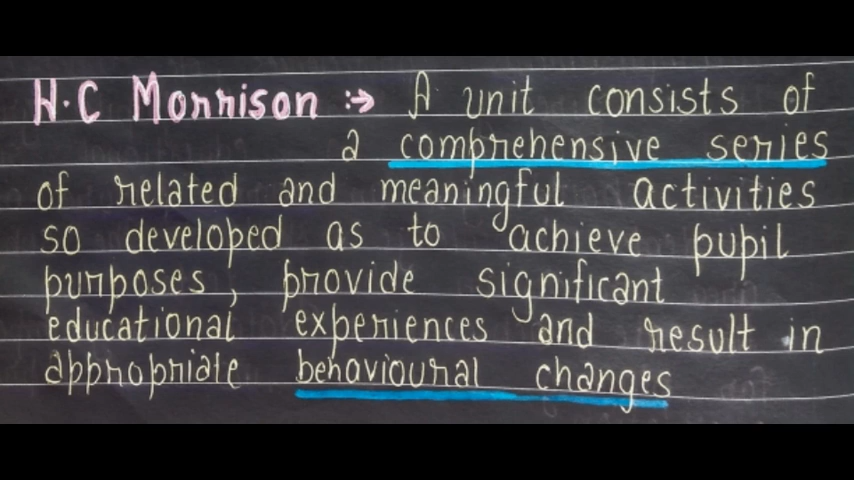 H.C Morrison :→ A unit consists of
a comprehensive series
of related and meaningful activities
so developed as to achieve pupil
purposes, provide significant
educational experiences and result in
appropriate behavioural changes